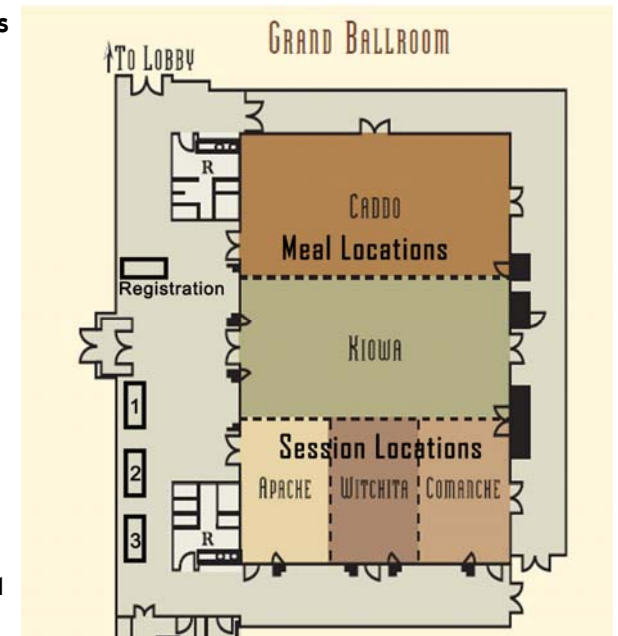 s
GRAND BALLROOM
TO LOBBY
R
CADDO
Meal Locations
Registration
KIOWA
1
Session Locations
2
APACHE WITCHITA COMANCHE
3
R
l